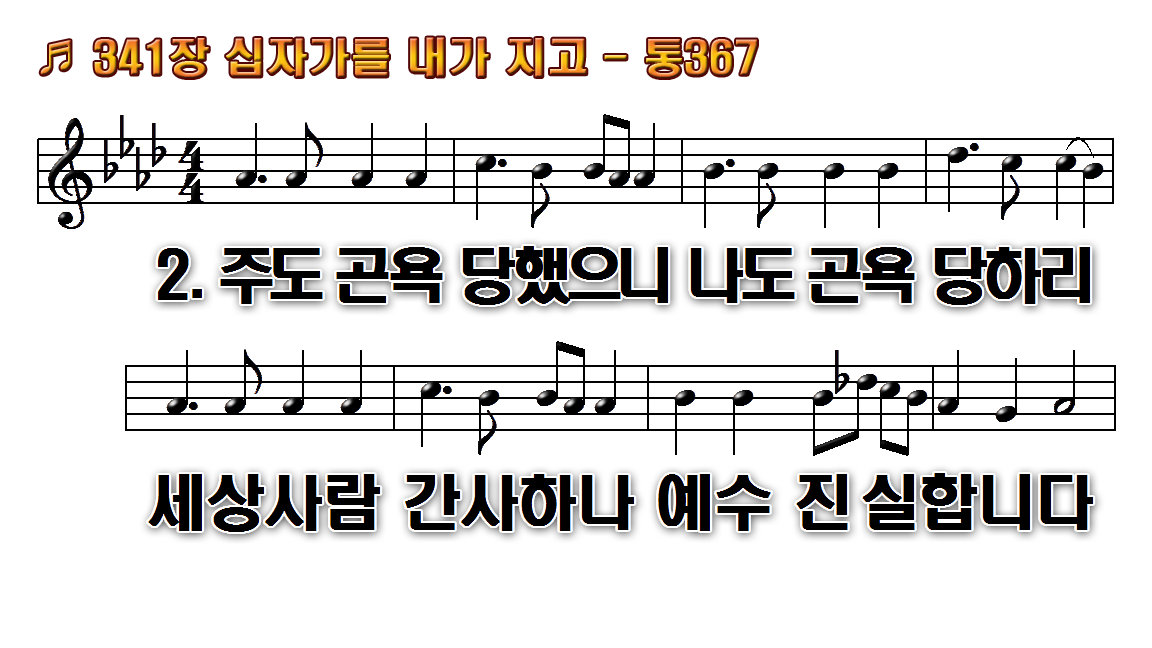 ♬ 341장 십자가를 내가 지고 - 통367
4
4
2. 주도 곤욕 당했으니 나도 곤욕 당하리
세상사람 간사하나 예수 진실합니다